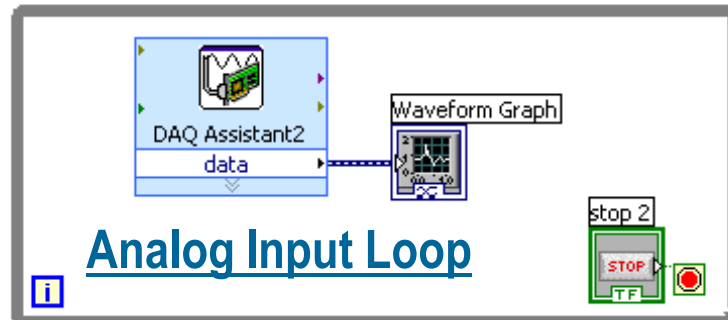 Waveform Graph
DAQ Assistant2
data
stop 2
Analog Input Loop
STOP
i
TF